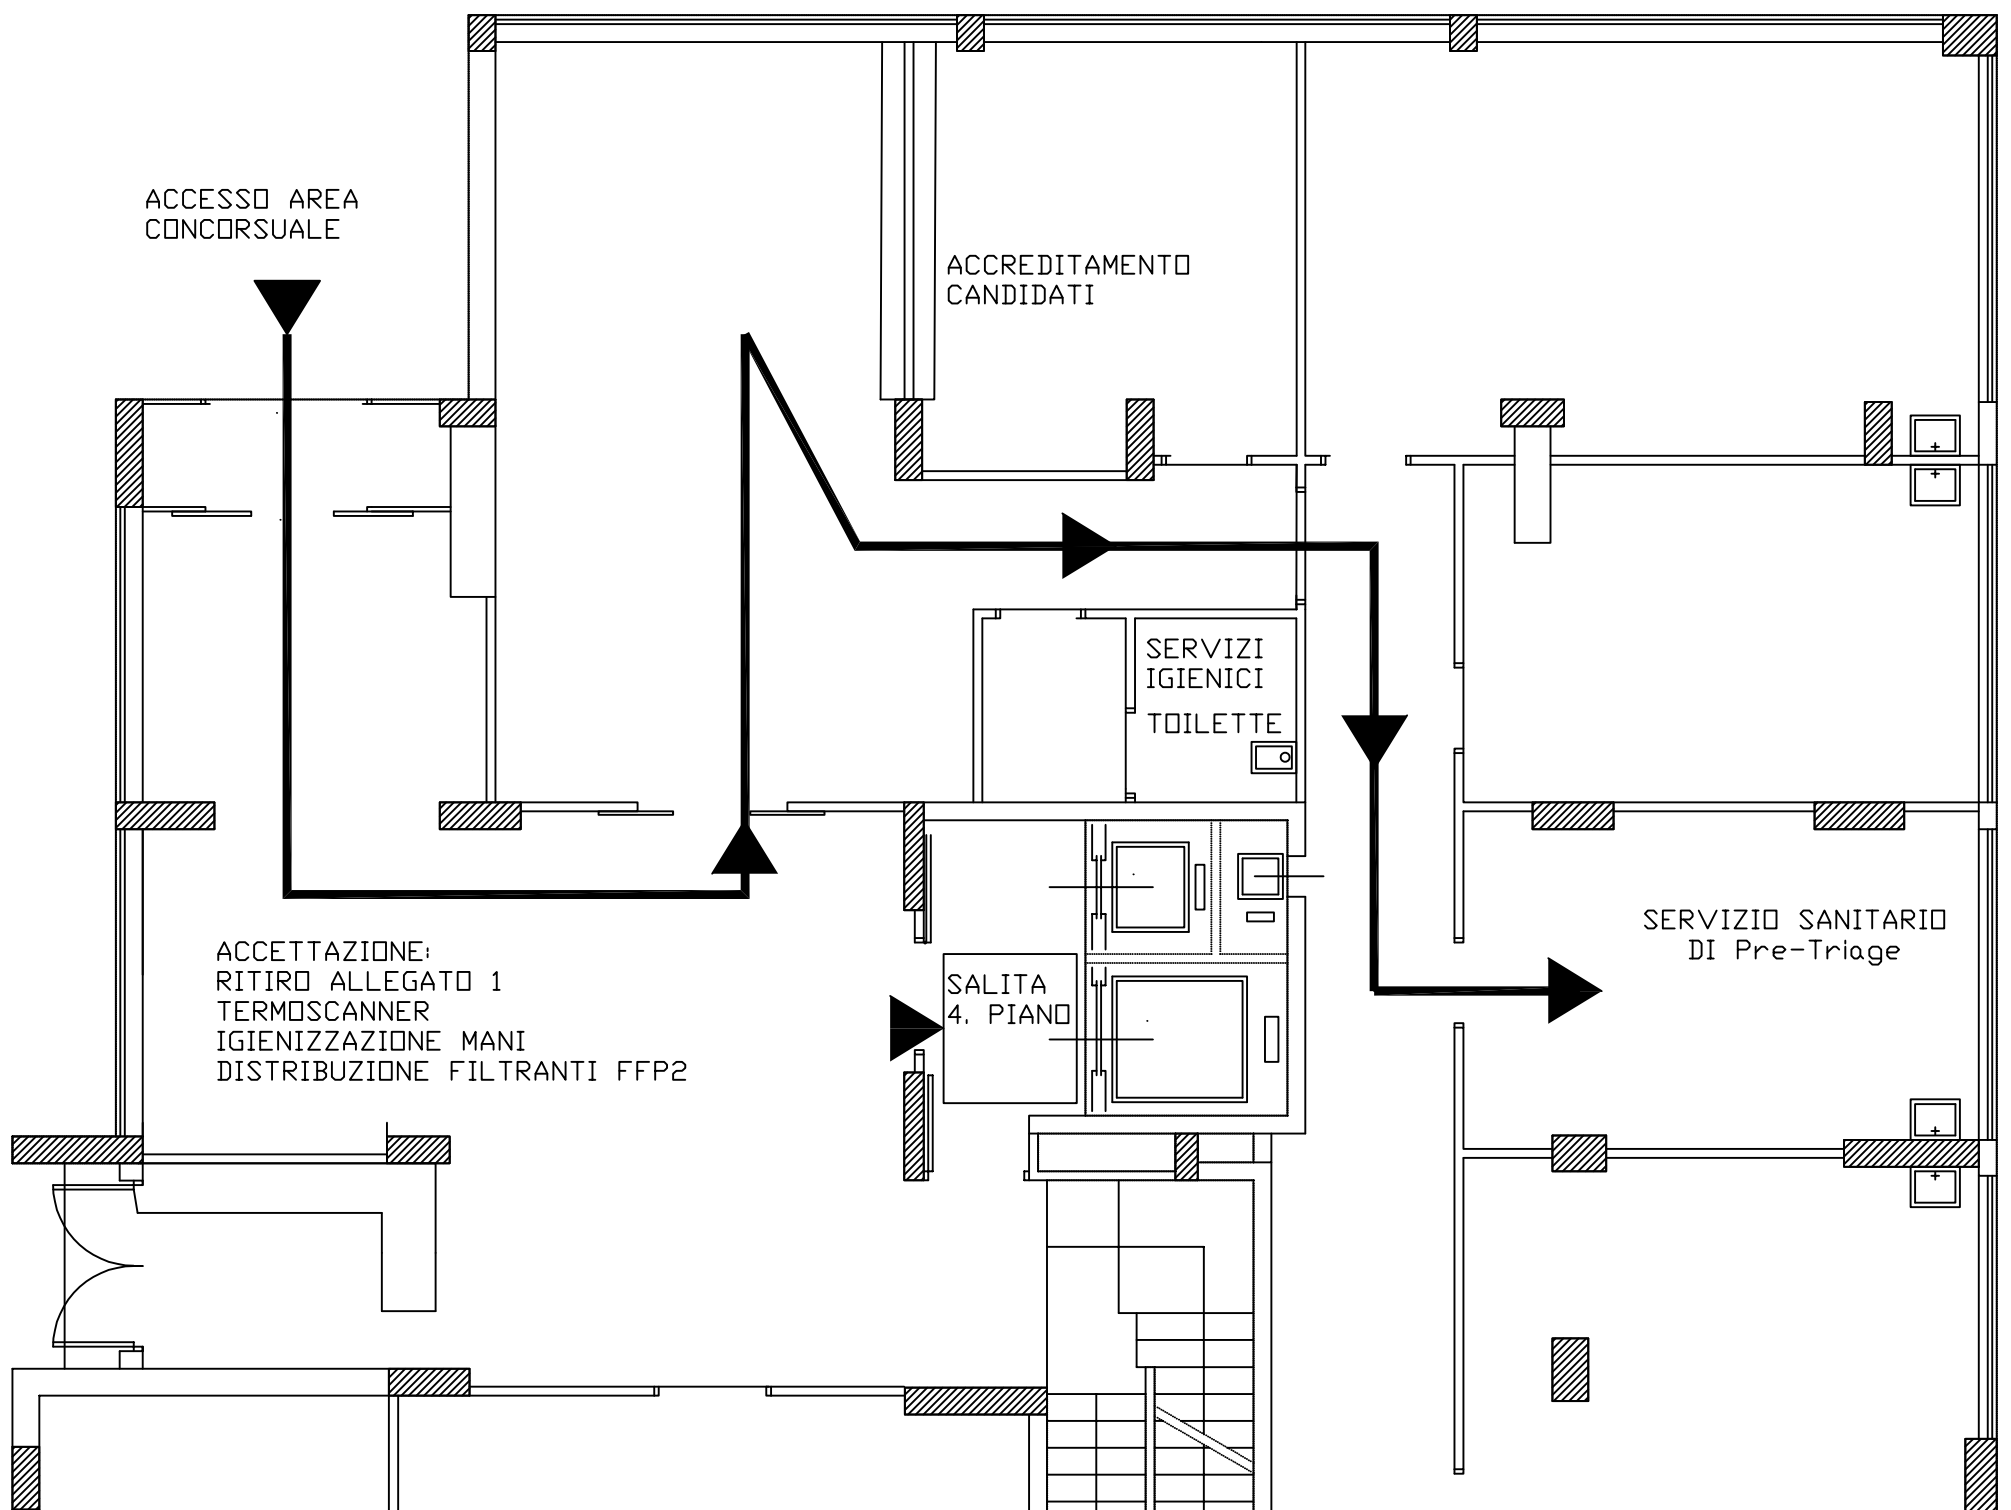 ACCESSO AREA
CONCORSUALE
ACCREDITAMENTO
CANDIDATI
SERVIZI
IGIENICI
TOILETTE
SERVIZIO SANITARIO
DI Pre-Triage
ACCETTAZIONE:
RITIRO ALLEGATO 1
TERMOSCANNER
IGIENIZZAZIONE MANI
DISTRIBUZIONE FILTRANTI FFP2
SALITA
4. PIANO